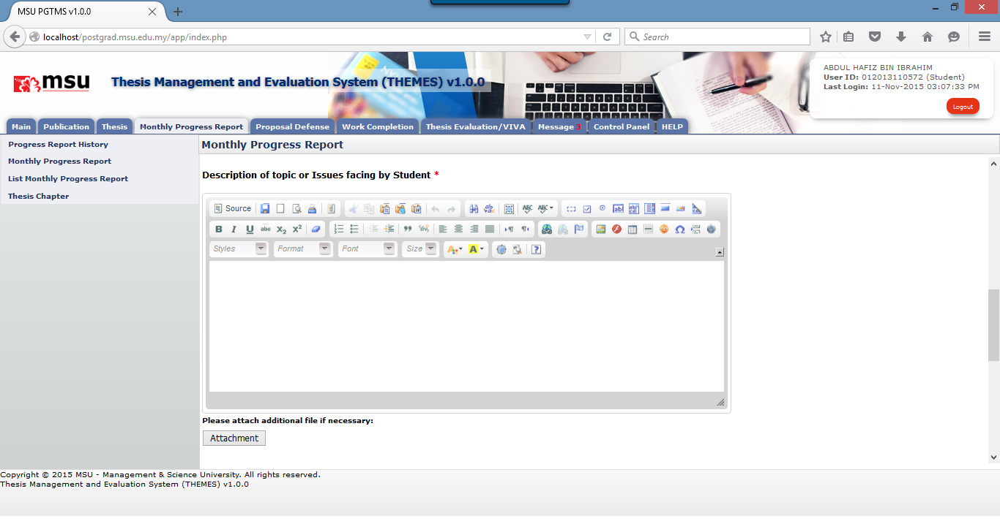 MSU PGTMS v1.0.0
localhost/postgrad.msu.edu.my/app/index.php
Search
msu
Thesis Management and Evaluation System (THEMES) v1.0.0
ABDUL HAFIZ BIN IBRAHIM
User ID: 012013110572 (Student)
Last Login: 11-Nov-2015 03:07:33 PM
Logout
Main Publication Thesis Monthly Progress Report Proposal Defense Work Completion Thesis Evaluation/VIVA Message 3 Control Panel HELP
Progress Report History
Monthly Progress Report
List Monthly Progress Report
Thesis Chapter
Monthly Progress Report
Description of topic or Issues facing by Student *
Source
B I U abc X2 X2
Styles Format Font Size A A ?
Please attach additional file if necessary:
Attachment
Copyright © 2015 MSU - Management & Science University. All rights reserved.
Thesis Management and Evaluation System (THEMES) v1.0.0